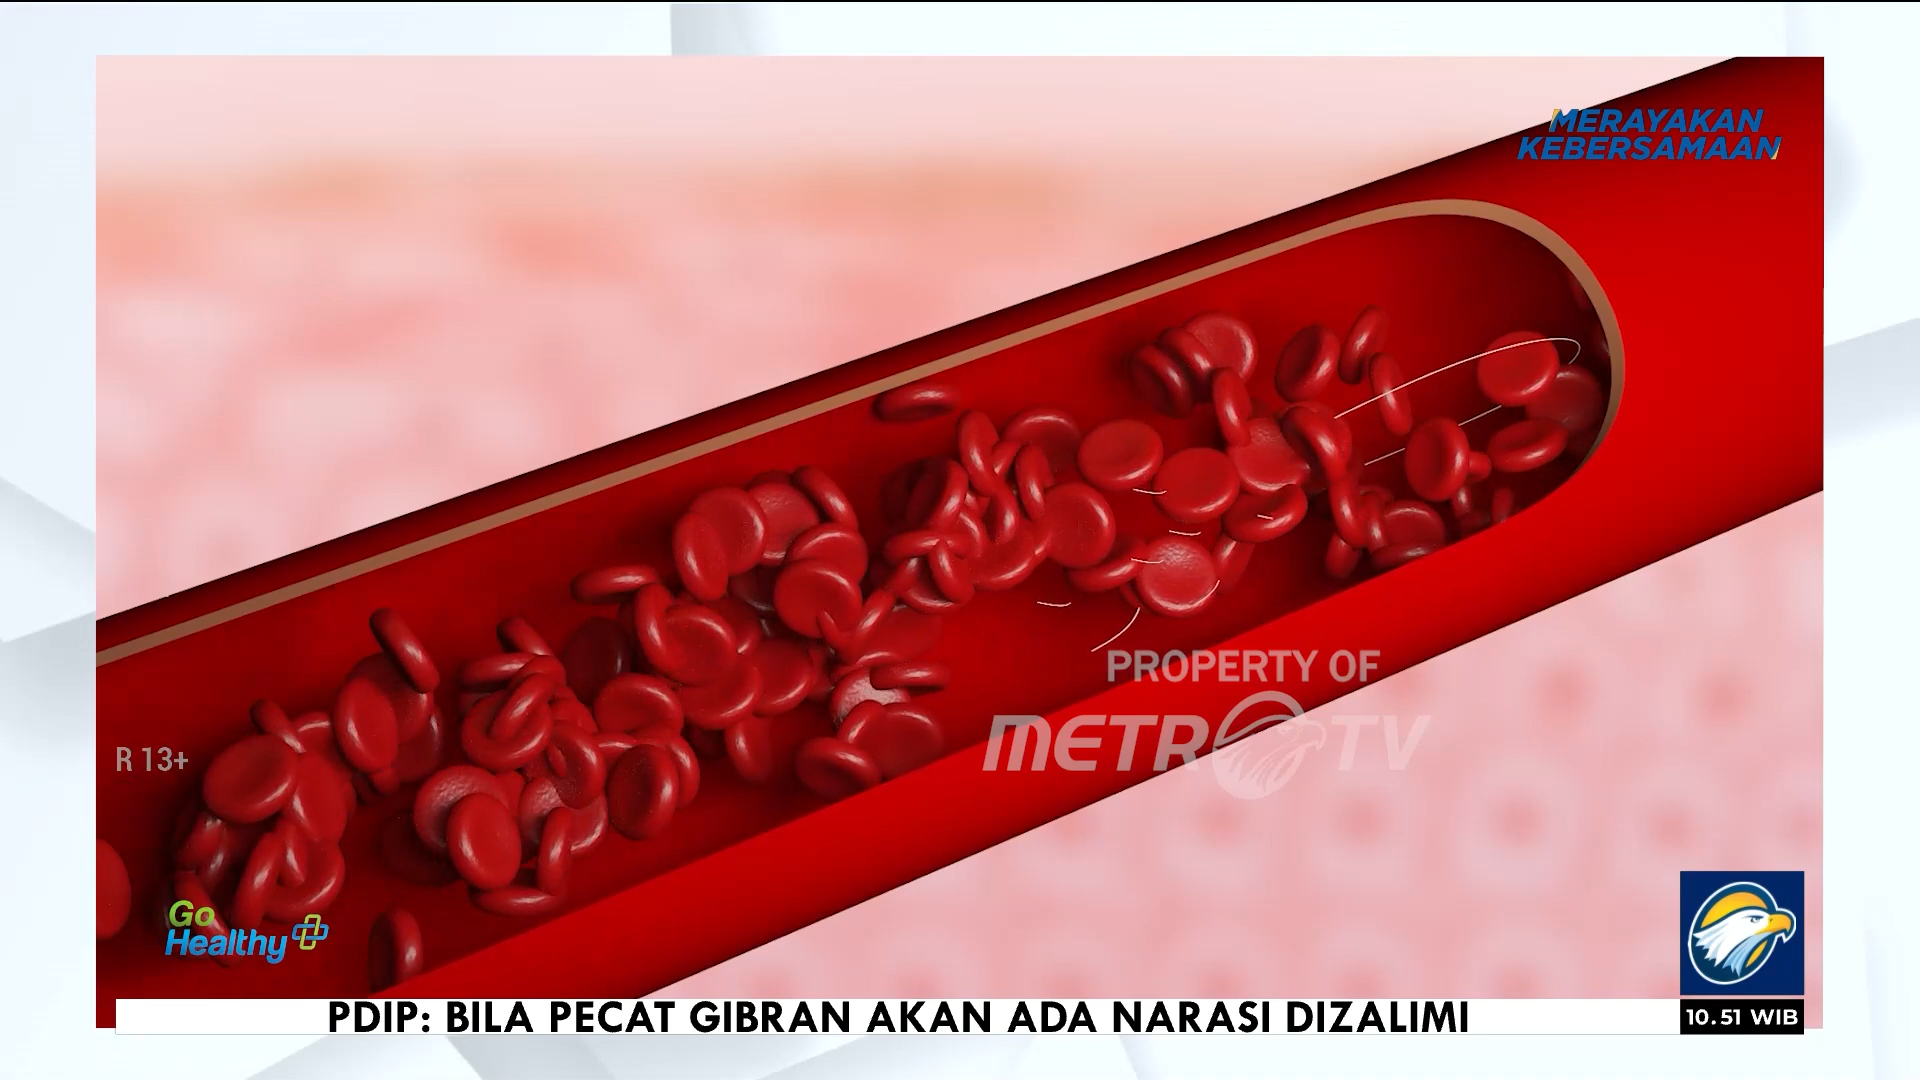 MERAYAKAN
KEBERSAMAAN
PROPERTY OF
METRO TV
R 13+
Go
Healthy
PDIP: BILA PECAT GIBRAN AKAN ADA NARASI DIZALIMI
10.51 WIB